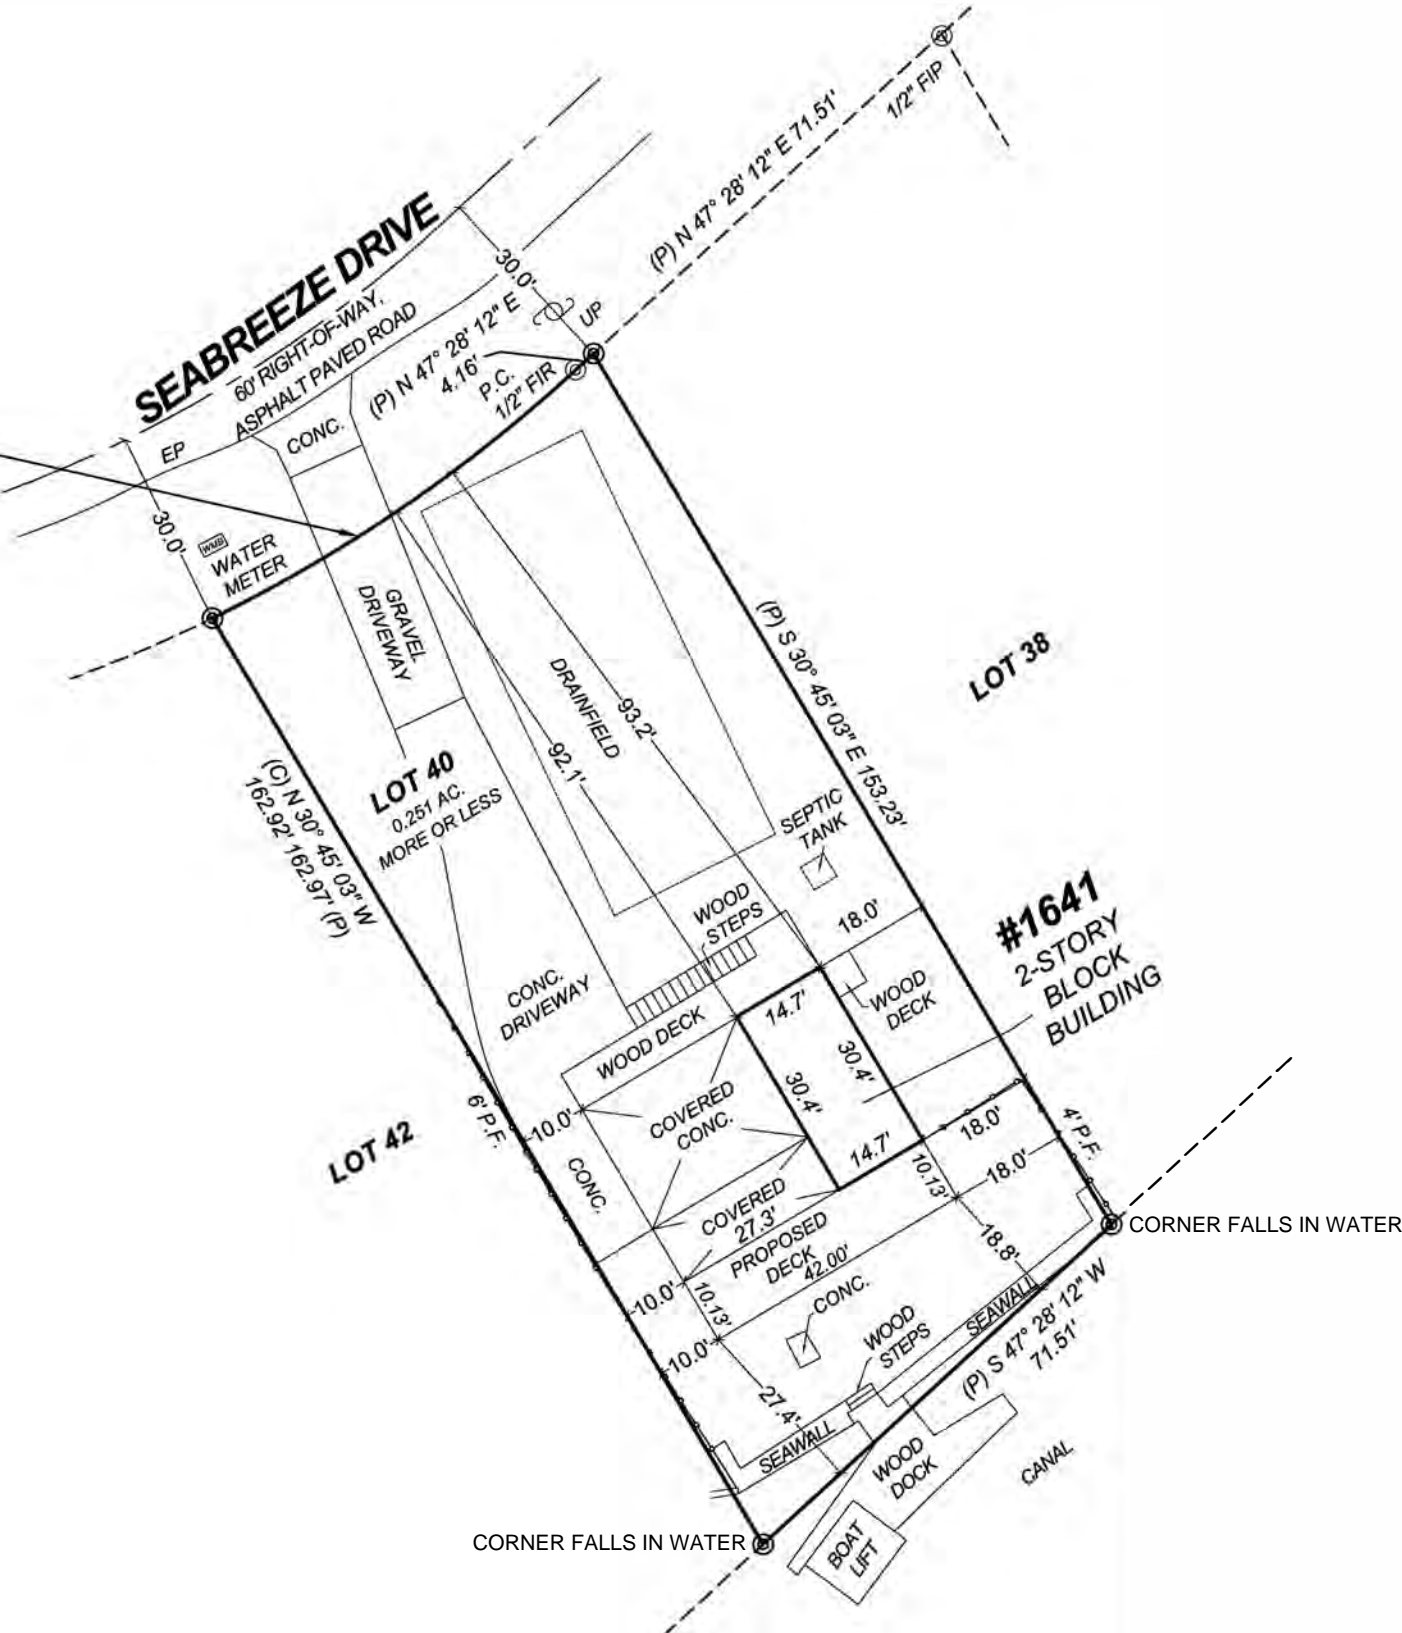 1/2" FIP
(P) N 47° 28' 12" E 71.51'
SEABREEZE DRIVE
60' RIGHT-OF-WAY,
ASPHALT PAVED ROAD
30.0'
UP
(P) N 47° 28' 12" E
4.16'
P.C.
1/2" FIR
EP
CONC.
30.0'
WMB
WATER
METER
GRAVEL
DRIVEWAY
DRAINFIELD
93.2'
92.1'
(P) S 30° 45' 03" E 153.23'
LOT 38
(C) N 30° 45' 03" W
162.92' 162.97' (P)
LOT 40
0.251 AC.
MORE OR LESS
SEPTIC
TANK
WOOD
STEPS
18.0'
#1641
2-STORY
BLOCK
BUILDING
CONC.
DRIVEWAY
WOOD DECK
14.7'
WOOD
DECK
30.4'
30.4'
COVERED
CONC.
10.0'
6' P.F.
LOT 42
CONC.
14.7'
18.0'
4' P.F.
10.13'
18.0'
COVERED
27.3'
PROPOSED
DECK
42.00'
18.8'
CORNER FALLS IN WATER
10.0'
10.13'
CONC.
10.0'
WOOD
STEPS
SEAWALL
(P) S 47° 28' 12" W
71.51'
27.4'
SEAWALL
WOOD
DOCK
CANAL
CORNER FALLS IN WATER
BOAT
LIFT